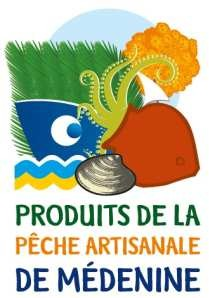 PRODUITS DE LA
PÊCHE ARTISANALE
DE MÉDENINE